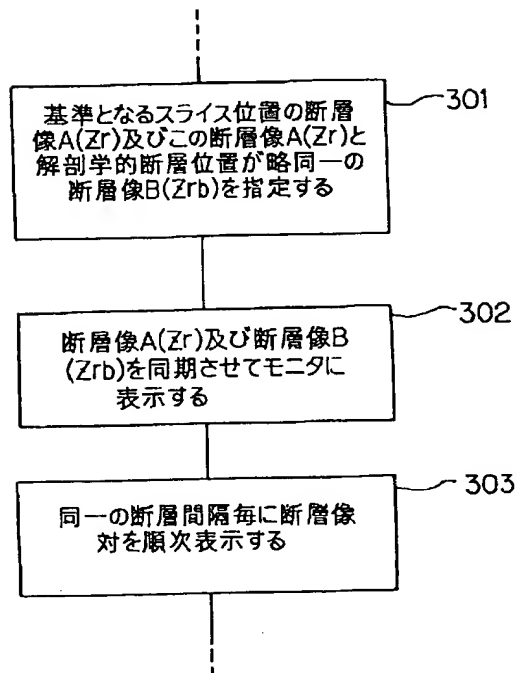 301
基準となるスライス位置の断層
像A(Zr)及びこの断層像A(Zr)と
解剖学的断層位置が略同一の
断層像B(Zrb)を指定する
302
断層像A(Zr)及び断層像B
(Zrb)を同期させてモニタに
表示する
303
同一の断層間隔毎に断層像
対を順次表示する